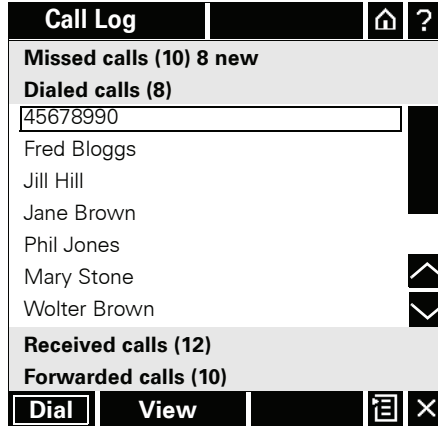 Call Log ?
Missed calls (10) 8 new
Dialed calls (8)
45678990
Fred Bloggs
Jill Hill
Jane Brown
Phil Jones
Mary Stone
Wolter Brown
Received calls (12)
Forwarded calls (10)
Dial View